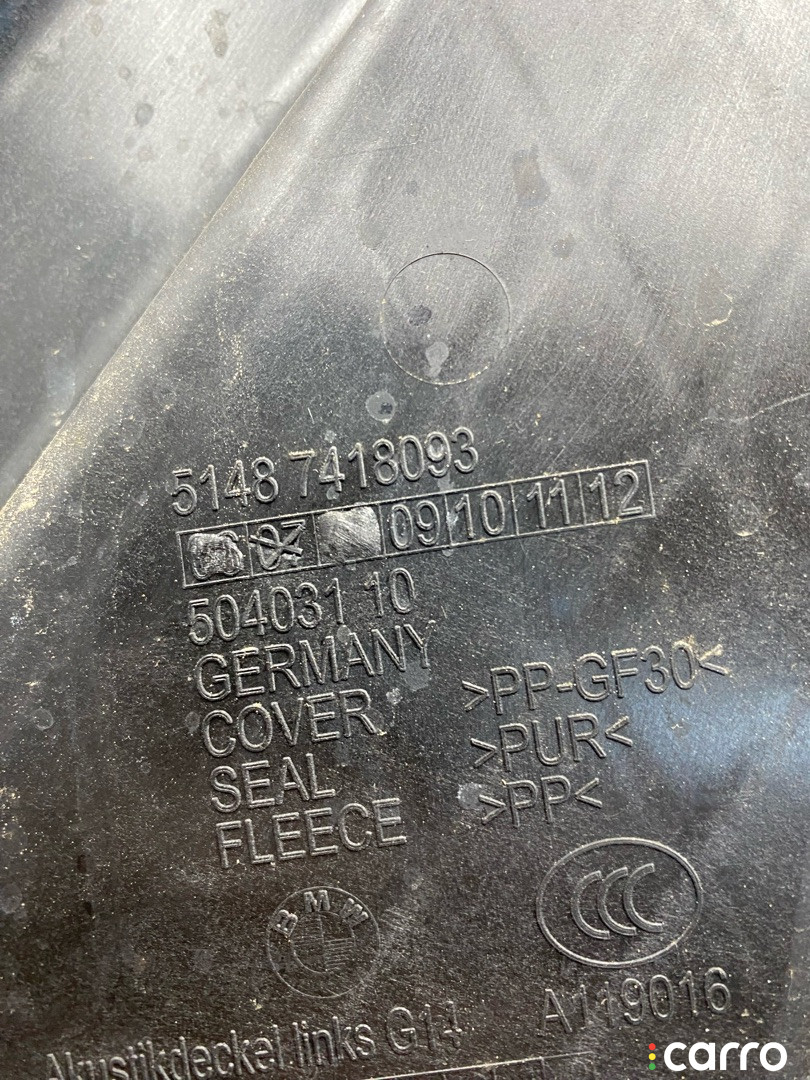 5148 7418093
07 09 10 11 12
504031 10
GERMANY
COVER >PP-GF30<
SEAL >PUR<
FLEECE >PP<
BMW
CCC
A119016
Akustikdeckel links G14
carro